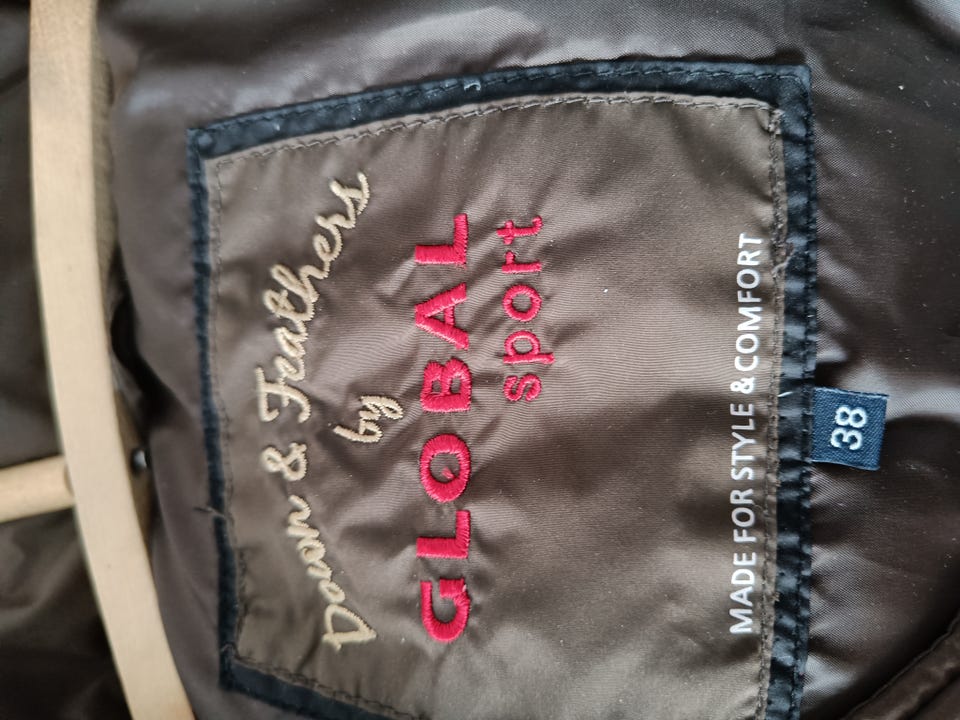 Down & Feathers
by
GLOBAL
sport
MADE FOR STYLE & COMFORT
38